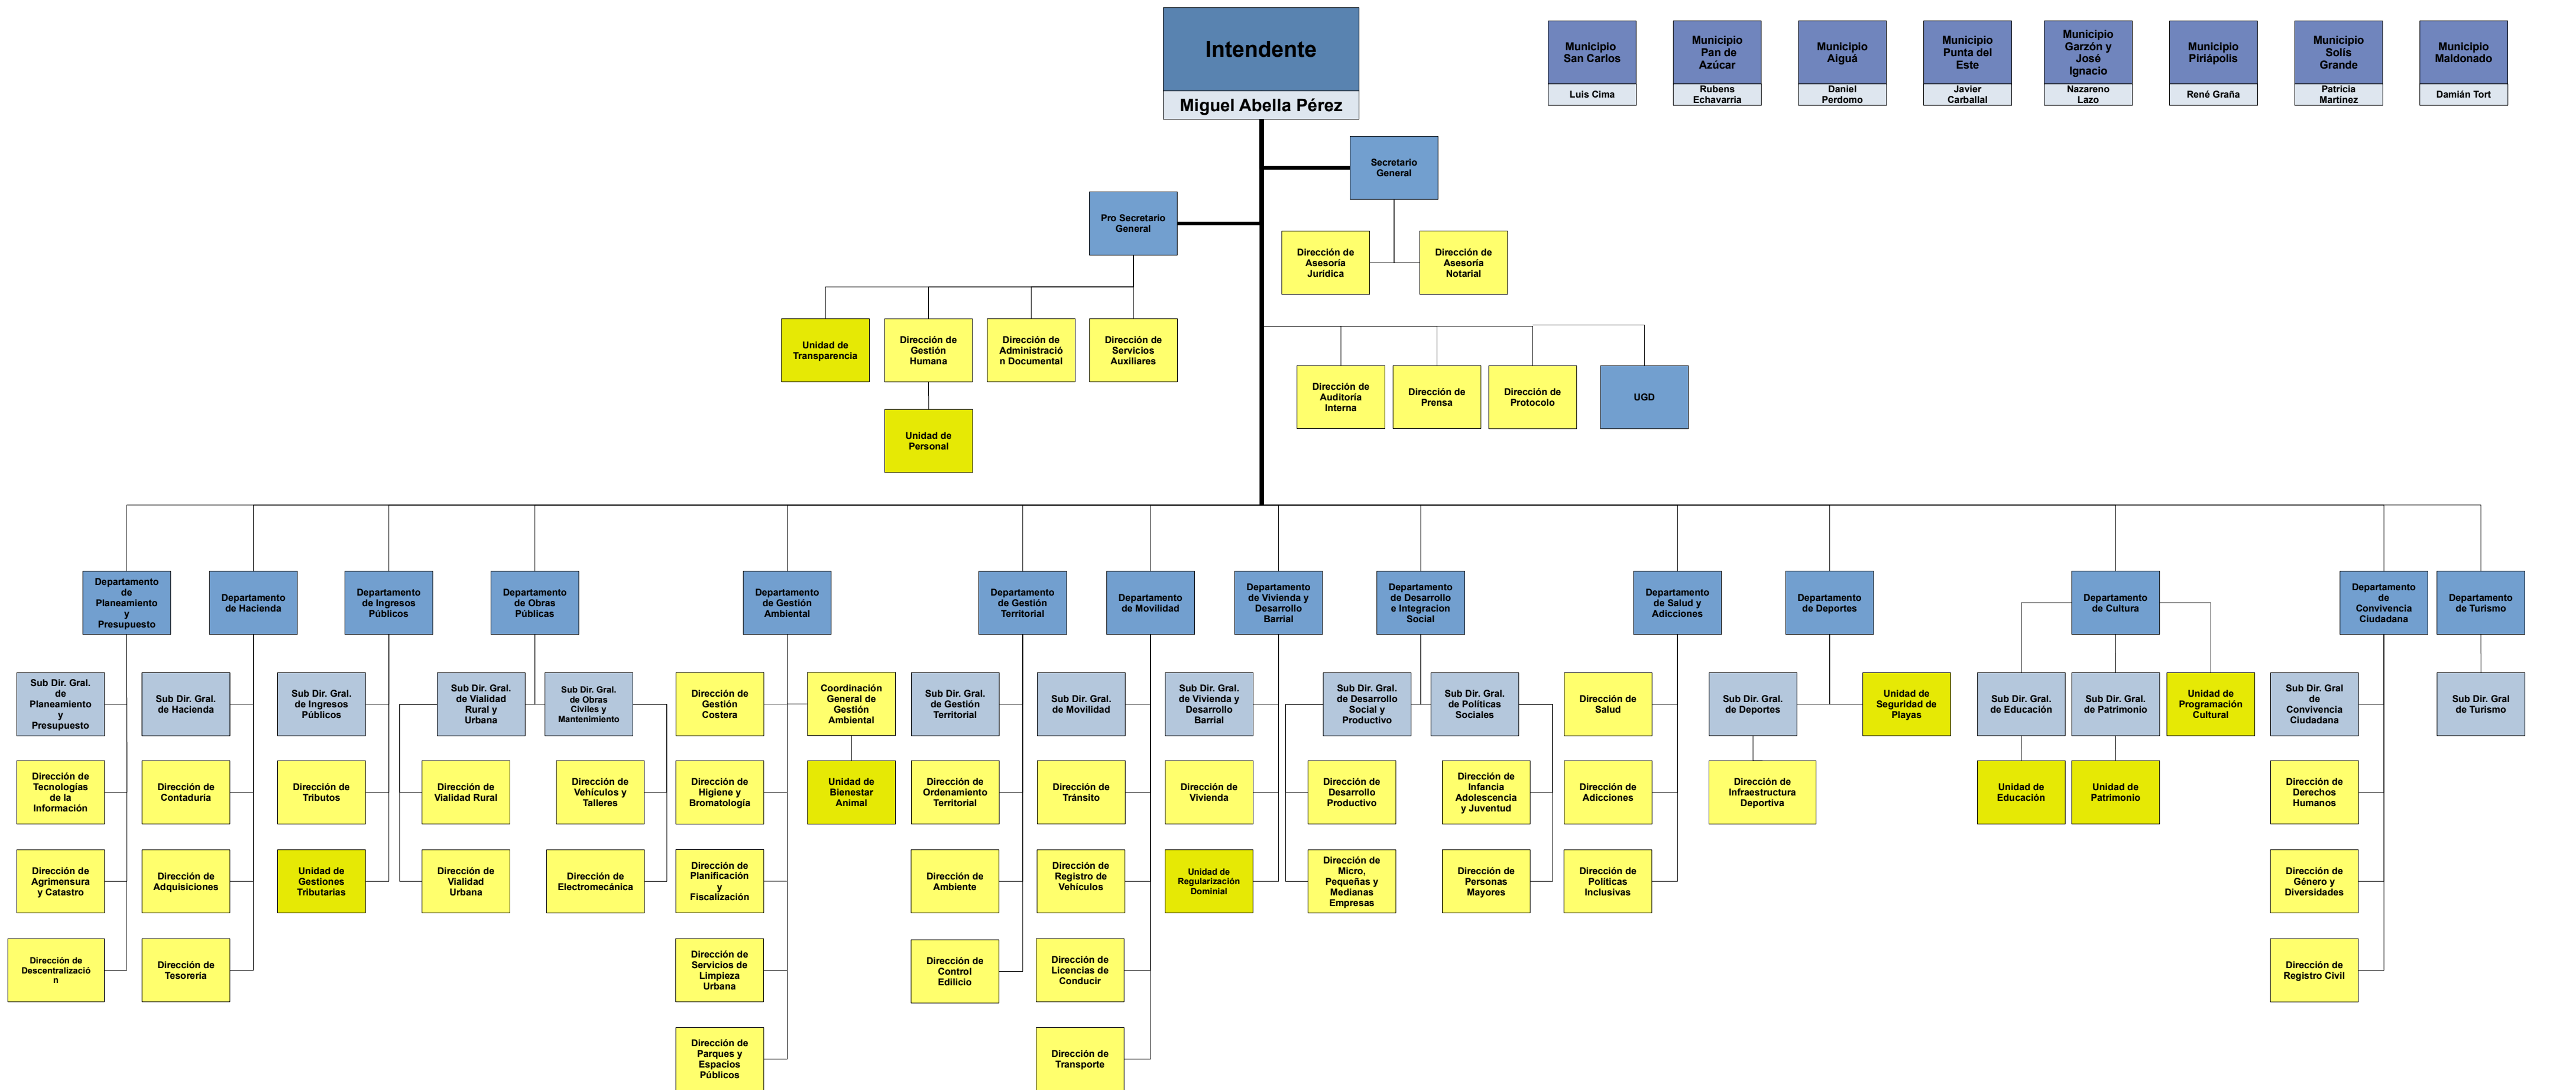 Intendente
Miguel Abella Pérez
Municipio
San Carlos
Luis Cima
Municipio
Pan de
Azúcar
Rubens
Echavarría
Municipio
Aiguá
Daniel
Perdomo
Municipio
Punta del
Este
Javier
Carballal
Municipio
Garzón y
José
Ignacio
Nazareno
Lazo
Municipio
Piriápolis
René Graña
Municipio
Solís
Grande
Patricia
Martínez
Municipio
Maldonado
Damián Tort
Secretario
General
Pro Secretario
General
Dirección de
Asesoría
Jurídica
Dirección de
Asesoría
Notarial
Unidad de
Transparencia
Dirección de
Gestión
Humana
Dirección de
Administració
n Documental
Dirección de
Servicios
Auxiliares
Unidad de
Personal
Dirección de
Auditoría
Interna
Dirección de
Prensa
Dirección de
Protocolo
UGD
Departamento
de
Planeamiento
y
Presupuesto
Departamento
de Hacienda
Departamento
de Ingresos
Públicos
Departamento
de Obras
Públicas
Departamento
de Gestión
Ambiental
Departamento
de Gestión
Territorial
Departamento
de Movilidad
Departamento
de Vivienda y
Desarrollo
Barrial
Departamento
de Desarrollo
e Integracion
Social
Departamento
de Salud y
Adicciones
Departamento
de Deportes
Departamento
de Cultura
Departamento
de
Convivencia
Ciudadana
Departamento
de Turismo
Sub Dir. Gral.
de
Planeamiento
y
Presupuesto
Sub Dir. Gral.
de Hacienda
Sub Dir. Gral.
de Ingresos
Públicos
Sub Dir. Gral.
de Vialidad
Rural y
Urbana
Sub Dir. Gral.
de Obras
Civiles y
Mantenimiento
Dirección de
Gestión
Costera
Coordinación
General de
Gestión
Ambiental
Sub Dir. Gral.
de Gestión
Territorial
Sub Dir. Gral.
de Movilidad
Sub Dir. Gral.
de Vivienda y
Desarrollo
Barrial
Sub Dir. Gral.
de Desarrollo
Social y
Productivo
Sub Dir. Gral.
de Políticas
Sociales
Dirección de
Salud
Sub Dir. Gral.
de Deportes
Unidad de
Seguridad de
Playas
Sub Dir. Gral.
de Educación
Sub Dir. Gral.
de Patrimonio
Unidad de
Programación
Cultural
Sub Dir. Gral
de
Convivencia
Ciudadana
Sub Dir. Gral
de Turismo
Dirección de
Tecnologías
de la
Información
Dirección de
Contaduría
Dirección de
Tributos
Dirección de
Vialidad Rural
Dirección de
Vehículos y
Talleres
Dirección de
Higiene y
Bromatología
Unidad de
Bienestar
Animal
Dirección de
Ordenamiento
Territorial
Dirección de
Tránsito
Dirección de
Vivienda
Dirección de
Desarrollo
Productivo
Dirección de
Infancia
Adolescencia
y Juventud
Dirección de
Adicciones
Dirección de
Infraestructura
Deportiva
Unidad de
Educación
Unidad de
Patrimonio
Dirección de
Derechos
Humanos
Dirección de
Agrimensura
y Catastro
Dirección de
Adquisiciones
Unidad de
Gestiones
Tributarias
Dirección de
Vialidad
Urbana
Dirección de
Electromecánica
Dirección de
Planificación
y
Fiscalización
Dirección de
Ambiente
Dirección de
Registro de
Vehículos
Unidad de
Regularización
Dominial
Dirección de
Micro,
Pequeñas y
Medianas
Empresas
Dirección de
Personas
Mayores
Dirección de
Políticas
Inclusivas
Dirección de
Género y
Diversidades
Dirección de
Descentralizació
n
Dirección de
Tesorería
Dirección de
Servicios de
Limpieza
Urbana
Dirección de
Control
Edilicio
Dirección de
Licencias de
Conducir
Dirección de
Registro Civil
Dirección de
Parques y
Espacios
Públicos
Dirección de
Transporte